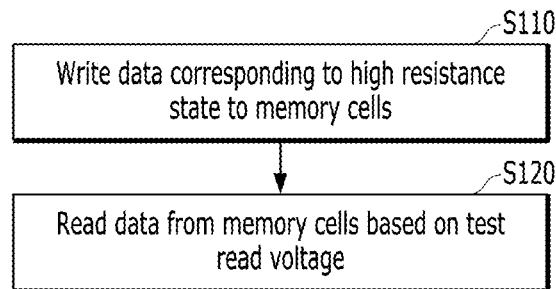 S110
Write data corresponding to high resistance
state to memory cells
S120
Read data from memory cells based on test
read voltage